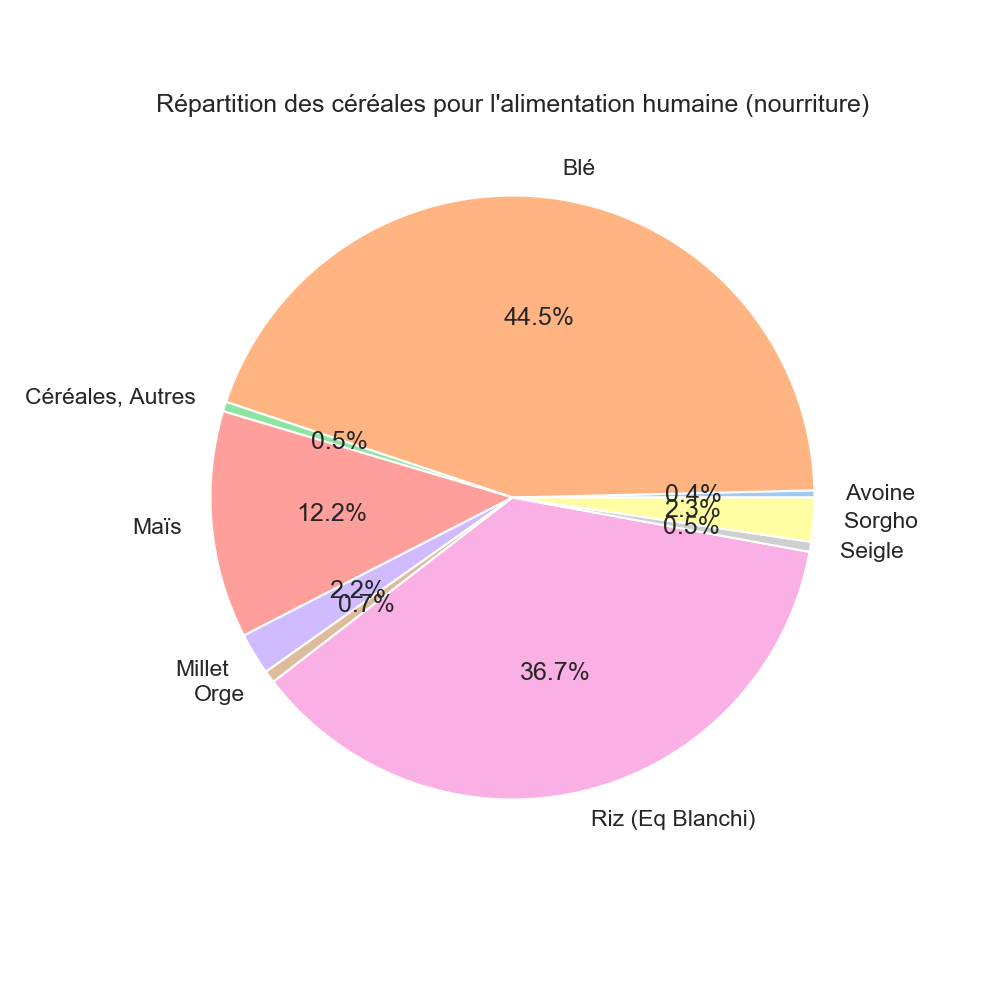 Répartition des céréales pour l'alimentation humaine (nourriture)
Blé
44.5%
Céréales, Autres
0.5%
Maïs
12.2%
Millet
2.2%
Orge
0.7%
Riz (Eq Blanchi)
36.7%
Avoine
0.4%
Sorgho
2.3%
Seigle
0.5%